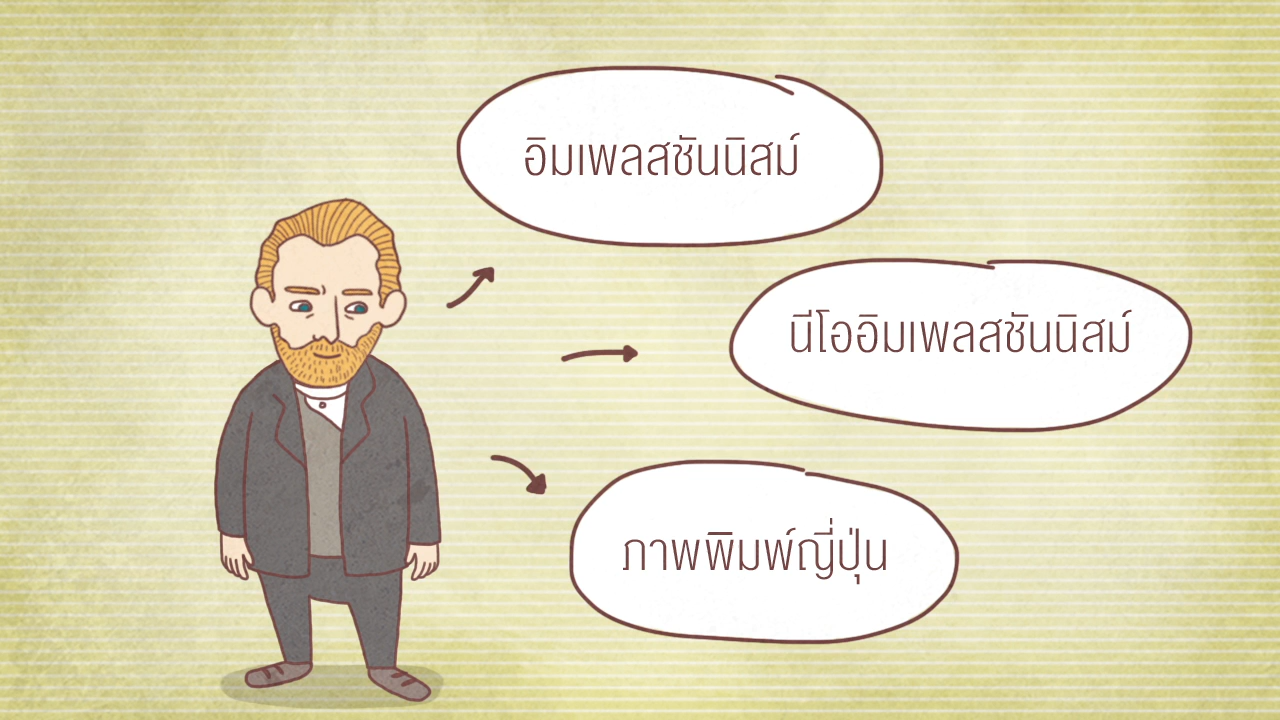 อิมเพลสชันนิสม์
นีโออิมเพลสชันนิสม์
ภาพพิมพ์ญี่ปุ่น